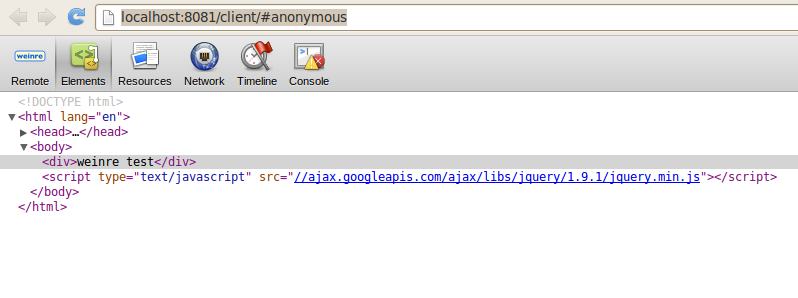 localhost:8081/client/#anonymous
weinre
Remote Elements Resources Network Timeline Console
<!DOCTYPE html>
▼<html lang="en">
▶<head>…</head>
▼<body>
<div>weinre test</div>
<script type="text/javascript" src="//ajax.googleapis.com/ajax/libs/jquery/1.9.1/jquery.min.js"></script>
</body>
</html>